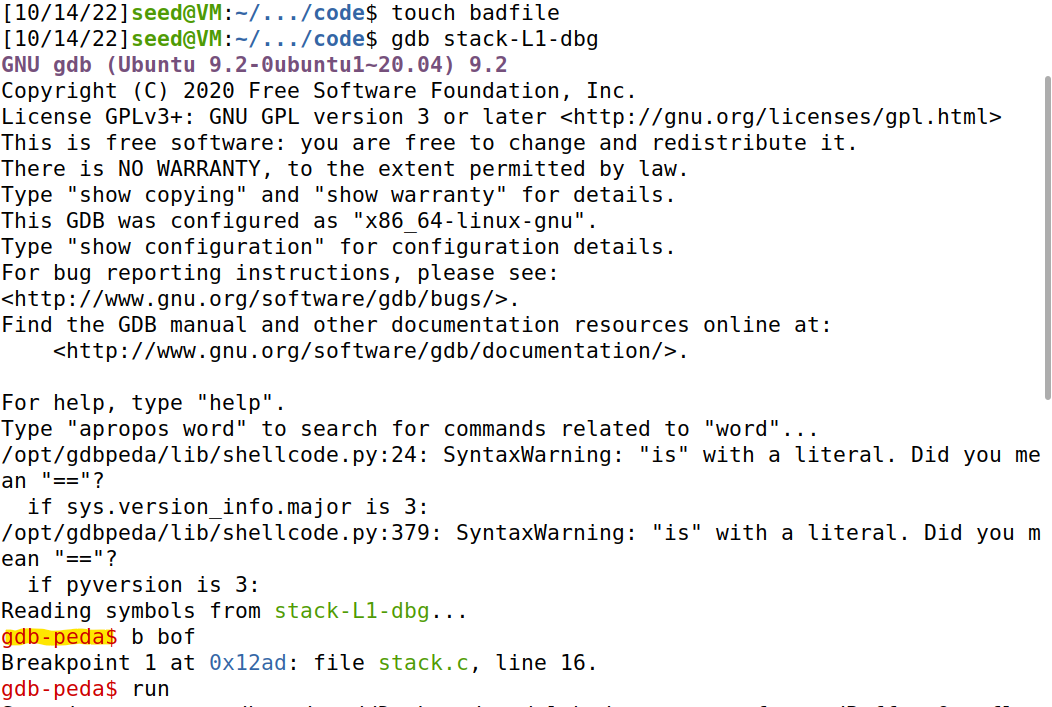 [10/14/22]seed@VM:~/.../code$ touch badfile
[10/14/22]seed@VM:~/.../code$ gdb stack-L1-dbg
GNU gdb (Ubuntu 9.2-0ubuntu1~20.04) 9.2
Copyright (C) 2020 Free Software Foundation, Inc.
License GPLv3+: GNU GPL version 3 or later <http://gnu.org/licenses/gpl.html>
This is free software: you are free to change and redistribute it.
There is NO WARRANTY, to the extent permitted by law.
Type "show copying" and "show warranty" for details.
This GDB was configured as "x86_64-linux-gnu".
Type "show configuration" for configuration details.
For bug reporting instructions, please see:
<http://www.gnu.org/software/gdb/bugs/>.
Find the GDB manual and other documentation resources online at:
    <http://www.gnu.org/software/gdb/documentation/>.

For help, type "help".
Type "apropos word" to search for commands related to "word"...
/opt/gdbpeda/lib/shellcode.py:24: SyntaxWarning: "is" with a literal. Did you me
an "=="?
  if sys.version_info.major is 3:
/opt/gdbpeda/lib/shellcode.py:379: SyntaxWarning: "is" with a literal. Did you m
ean "=="?
  if pyversion is 3:
Reading symbols from stack-L1-dbg...
gdb-peda$ b bof
Breakpoint 1 at 0x12ad: file stack.c, line 16.
gdb-peda$ run